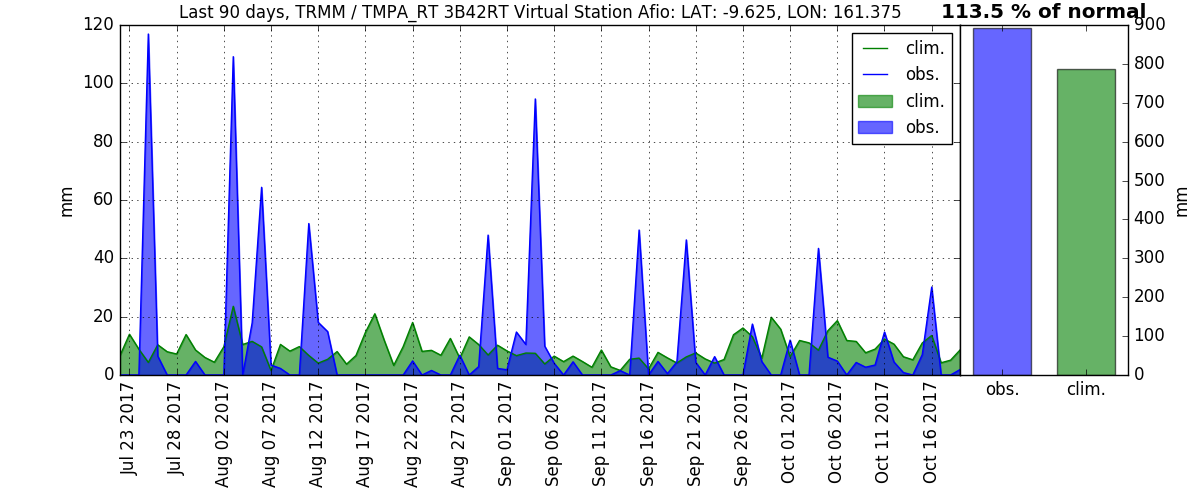 Last 90 days, TRMM / TMPA_RT 3B42RT Virtual Station Afio: LAT: -9.625, LON: 161.375
113.5 % of normal
120
100
80
60
40
20
0
mm
clim.
obs.
clim.
obs.
900
800
700
600
500
400
300
200
100
0
mm
Jul 23 2017
Jul 28 2017
Aug 02 2017
Aug 07 2017
Aug 12 2017
Aug 17 2017
Aug 22 2017
Aug 27 2017
Sep 01 2017
Sep 06 2017
Sep 11 2017
Sep 16 2017
Sep 21 2017
Sep 26 2017
Oct 01 2017
Oct 06 2017
Oct 11 2017
Oct 16 2017
obs.
clim.